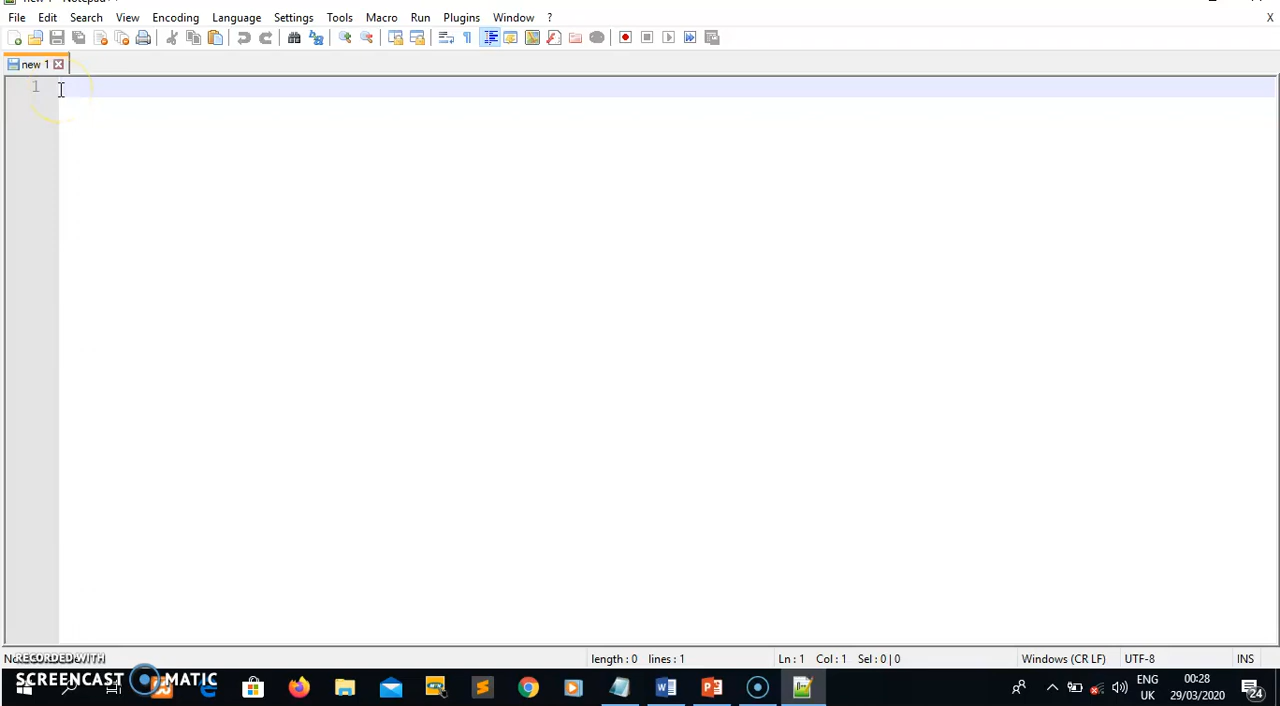 File Edit Search View Encoding Language Settings Tools Macro Run Plugins Window ? X
new 1
1
length : 0 lines : 1 Ln : 1 Col : 1 Sel : 0 | 0 Windows (CR LF) UTF-8 INS
RECORDED WITH
SCREENCAST MATIC
ENG
UK
00:28
29/03/2020
24